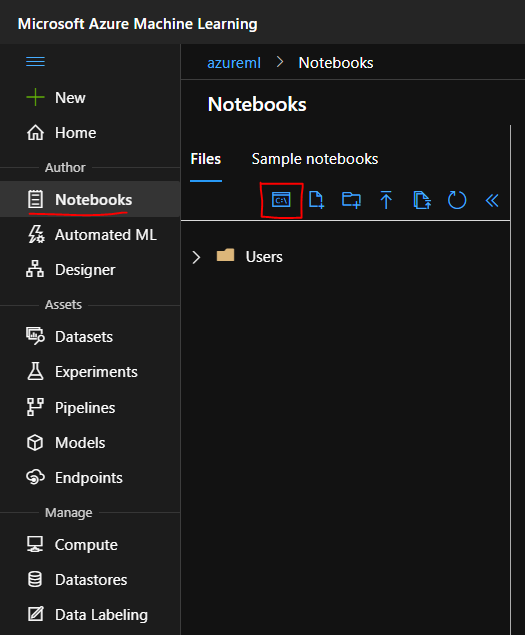 Microsoft Azure Machine Learning
azureml > Notebooks
New
Home
Author
Notebooks
Automated ML
Designer
Assets
Datasets
Experiments
Pipelines
Models
Endpoints
Manage
Compute
Datastores
Data Labeling
Notebooks
Files Sample notebooks
C:\
Users